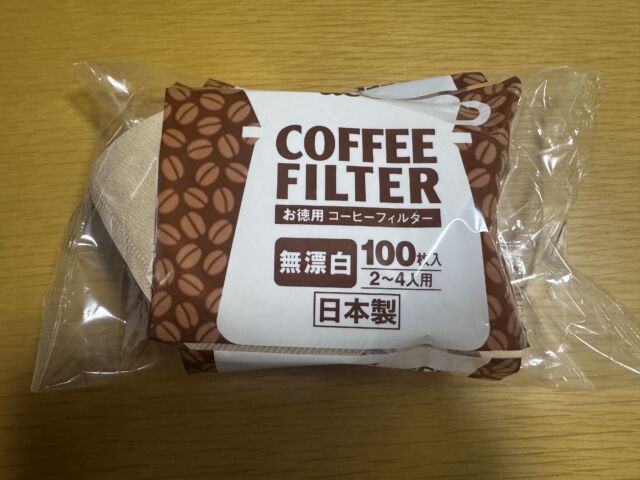 COFFEE
FILTER
お徳用 コーヒーフィルター
無漂白
100枚入
2〜4人用
日本製